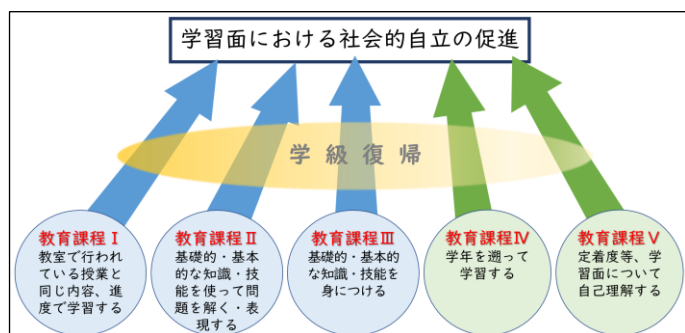 学習面における社会的自立の促進
学級復帰
教育課程Ⅰ
教室で行われ
ている授業と
同じ内容、進
度で学習する
教育課程Ⅱ
基礎的・基本
的な知識・技
能を使って問
題を解く・表
現する
教育課程Ⅲ
基礎的・基本的
な知識・技能を
身につける
教育課程Ⅳ
学年を遡って
学習する
教育課程Ⅴ
定着度等、学
習面について
自己理解する